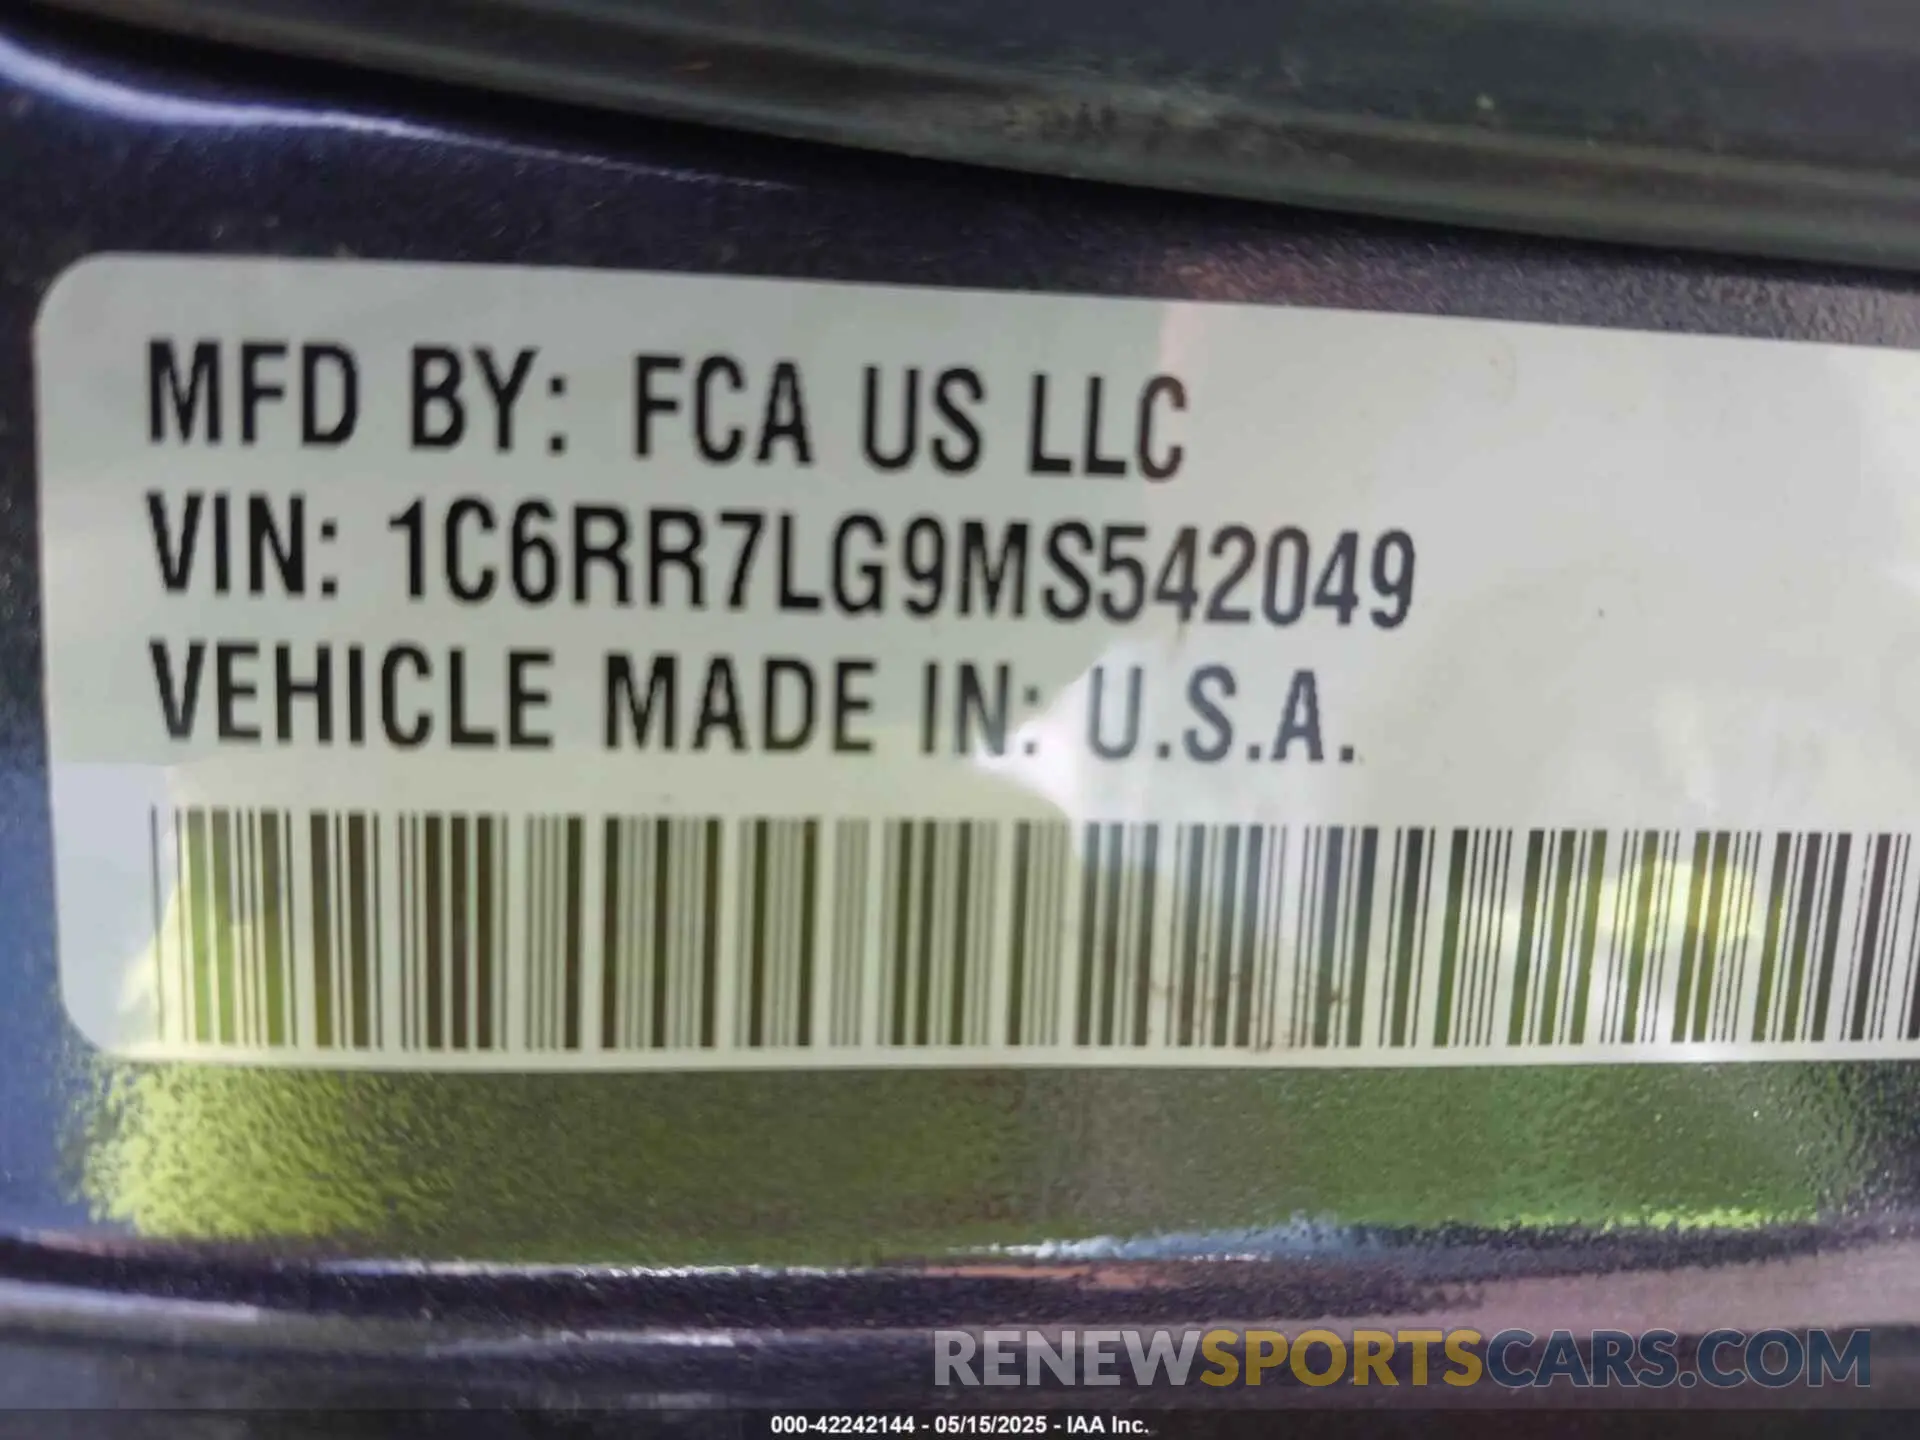 MFD BY: FCA US LLC
VIN: 1C6RR7LG9MS542049
VEHICLE MADE IN: U.S.A.
RENEWSPORTSCARS.COM
000-42242144 - 05/15/2025 - IAA Inc.